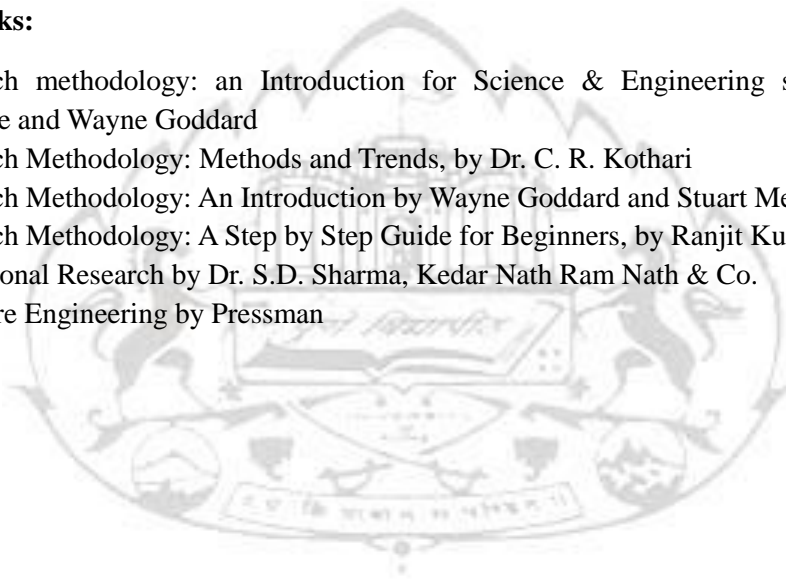 ks:
ch methodology: an Introduction for Science & Engineering s
e and Wayne Goddard
ch Methodology: Methods and Trends, by Dr. C. R. Kothari
ch Methodology: An Introduction by Wayne Goddard and Stuart Me
ch Methodology: A Step by Step Guide for Beginners, by Ranjit Ku
onal Research by Dr. S.D. Sharma, Kedar Nath Ram Nath & Co.
re Engineering by Pressman